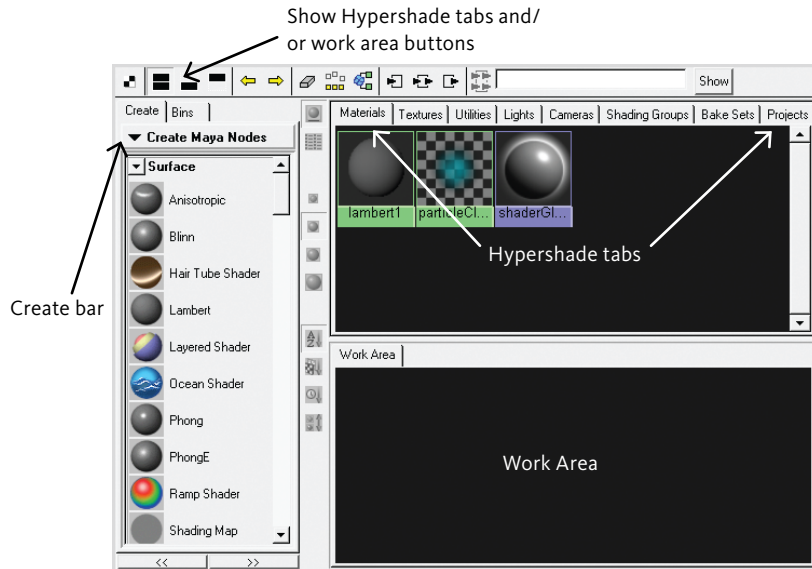 Show Hypershade tabs and/
or work area buttons
Show
Create Bins
Create Maya Nodes
Surface
Anisotropic
Blinn
Hair Tube Shader
Lambert
Layered Shader
Ocean Shader
Phong
PhongE
Ramp Shader
Shading Map
<< >>
Create bar
Materials Textures Utilities Lights Cameras Shading Groups Bake Sets Projects
lambert1 particleCl... shaderGl...
Hypershade tabs
Work Area
Work Area